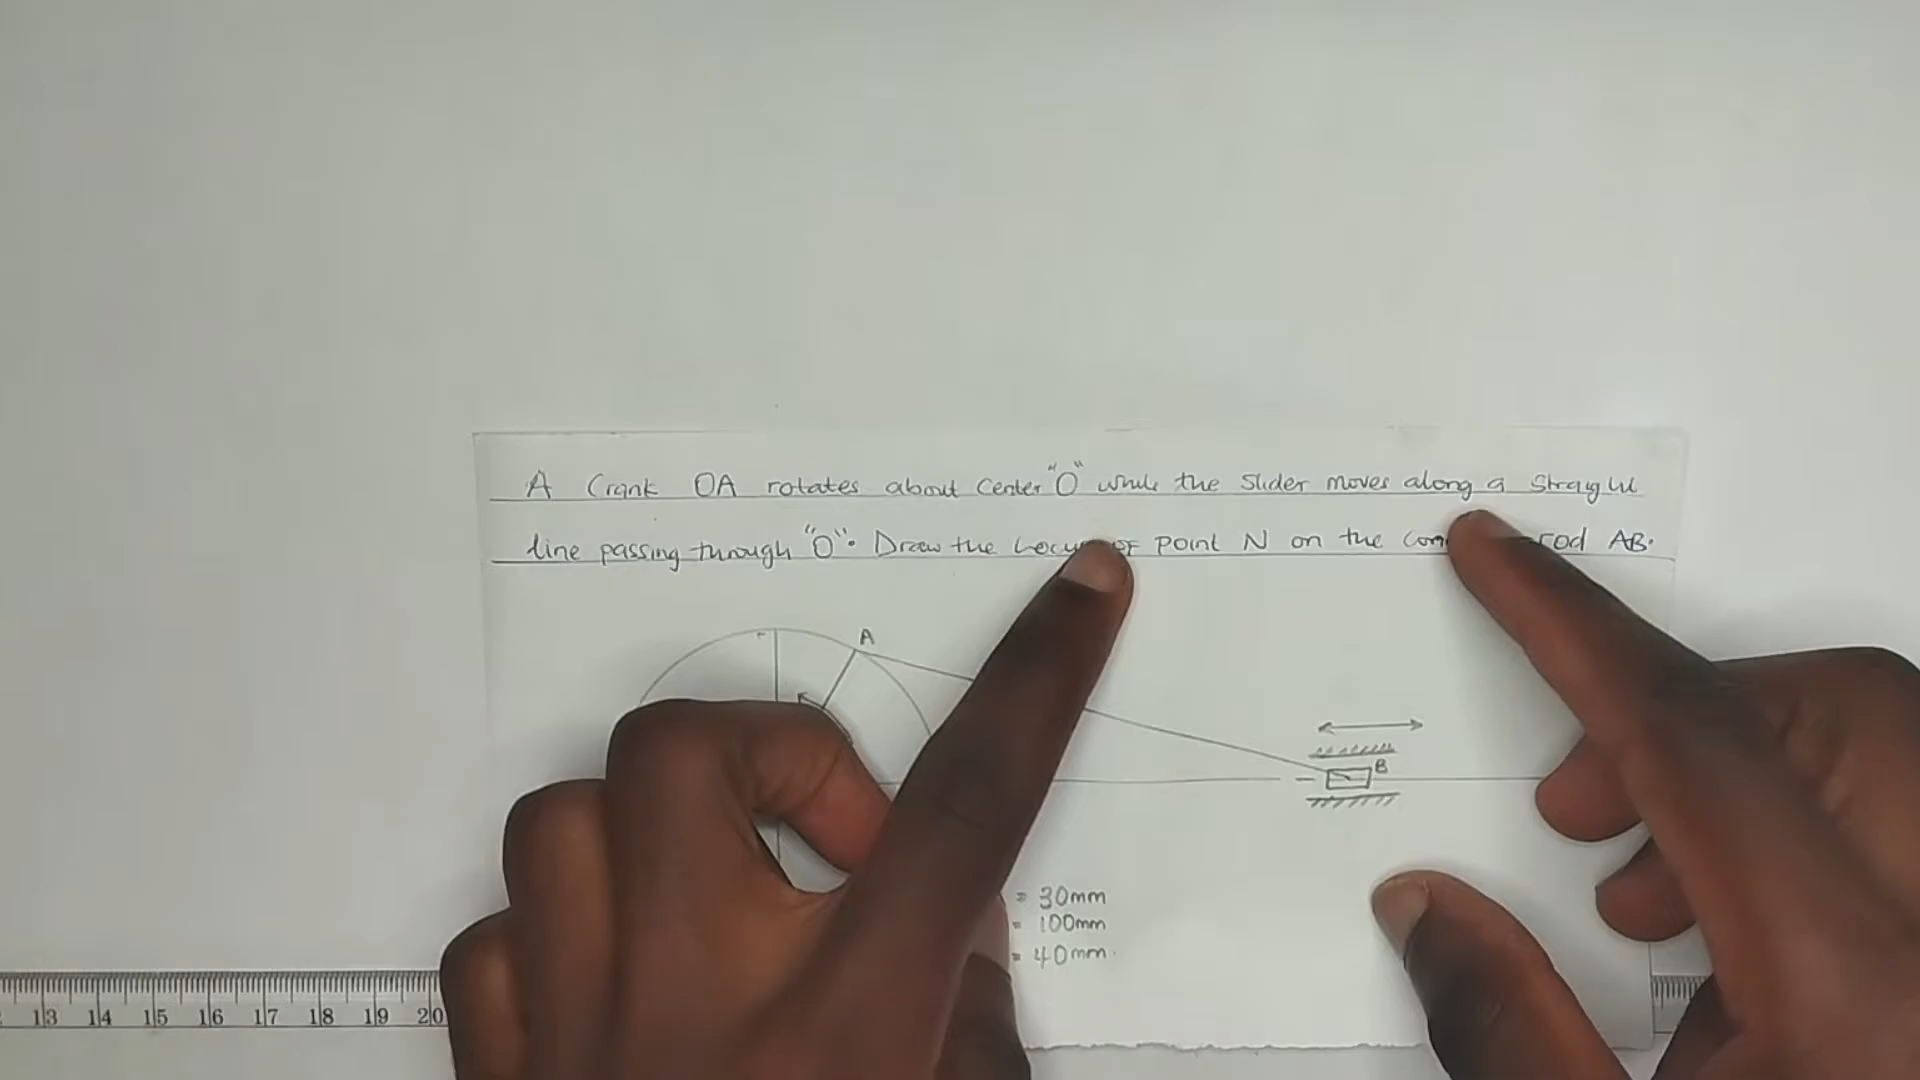 A Crank OA rotates about Center "O" while the Slider moves along a Straight
line passing through "O". Draw the of point N on the rod AB.
A
B
= 30mm
= 100mm
= 40mm.
13 14 15 16 17 18 19 20